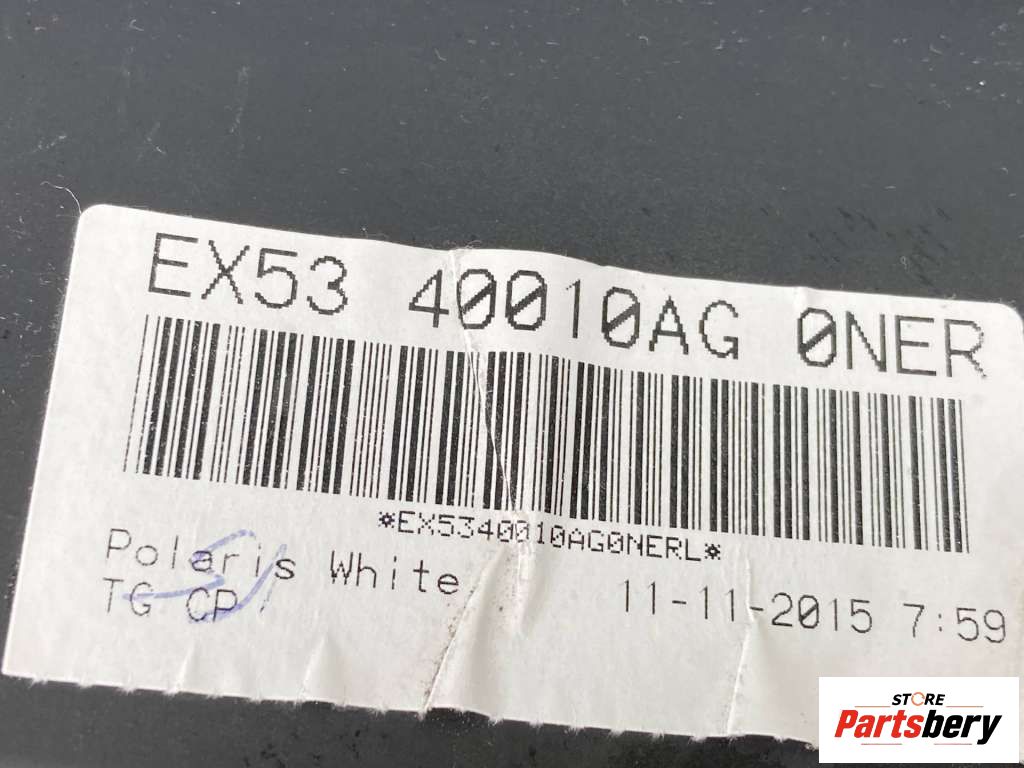 EX53 40010AG 0NER
*EX5340010AG0NERL*
Polaris White
TG CP
11-11-2015 7:59
STORE
Partsbery